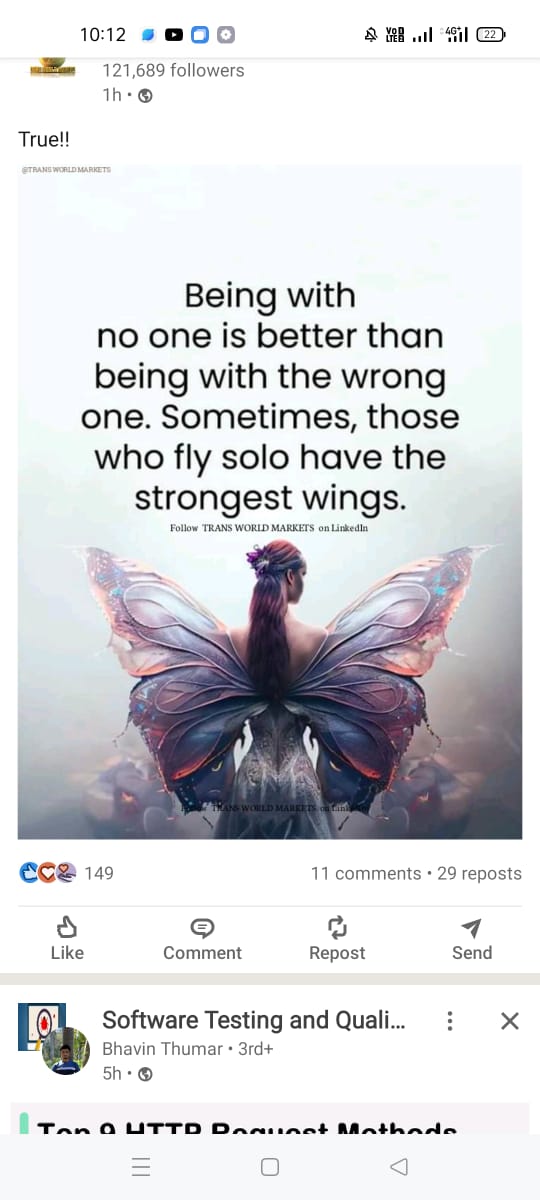 10:12
VoD LTED 4G+ 22
121,689 followers
1h •
True!!
@TRANS WORLD MARKETS
Being with
no one is better than
being with the wrong
one. Sometimes, those
who fly solo have the
strongest wings.
Follow TRANS WORLD MARKETS on LinkedIn
Follow TRANS WORLD MARKETS on LinkedIn
149
11 comments • 29 reposts
Like Comment Repost Send
Software Testing and Quali...
Bhavin Thumar • 3rd+
5h •
Top 9 HTTP Request Methods